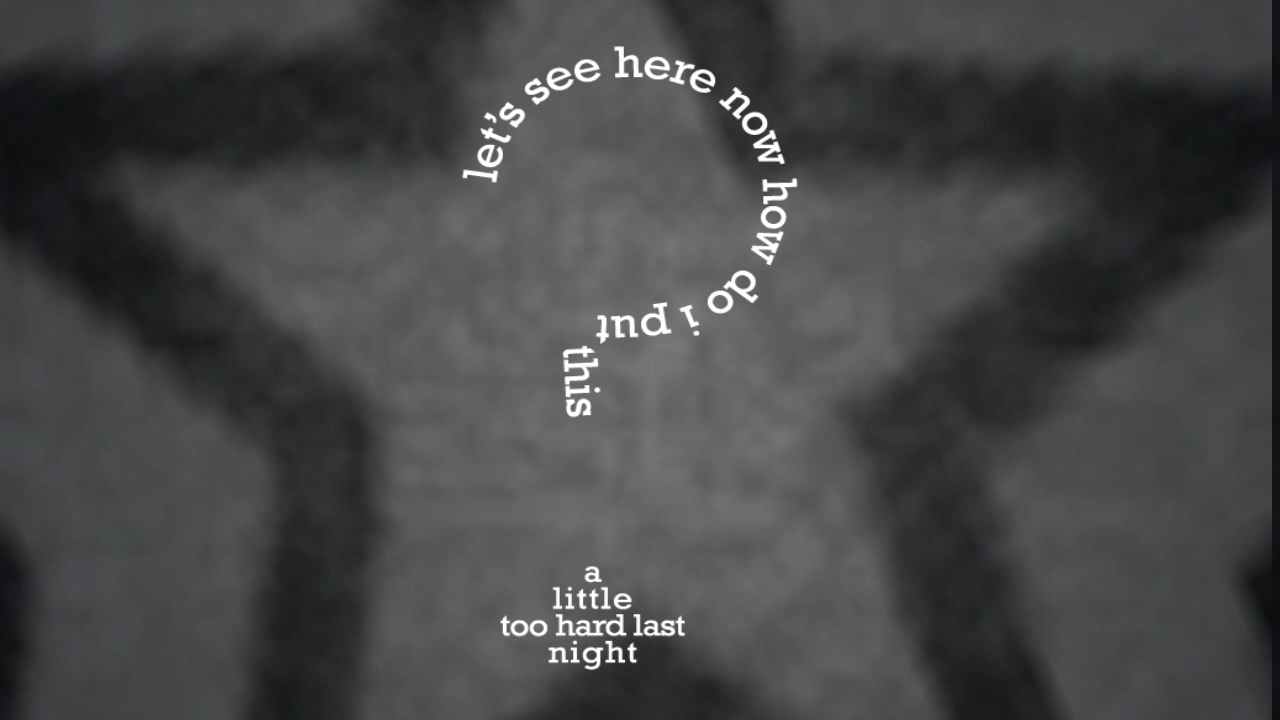 let's see here now how do i put this
a
little
too hard last
night